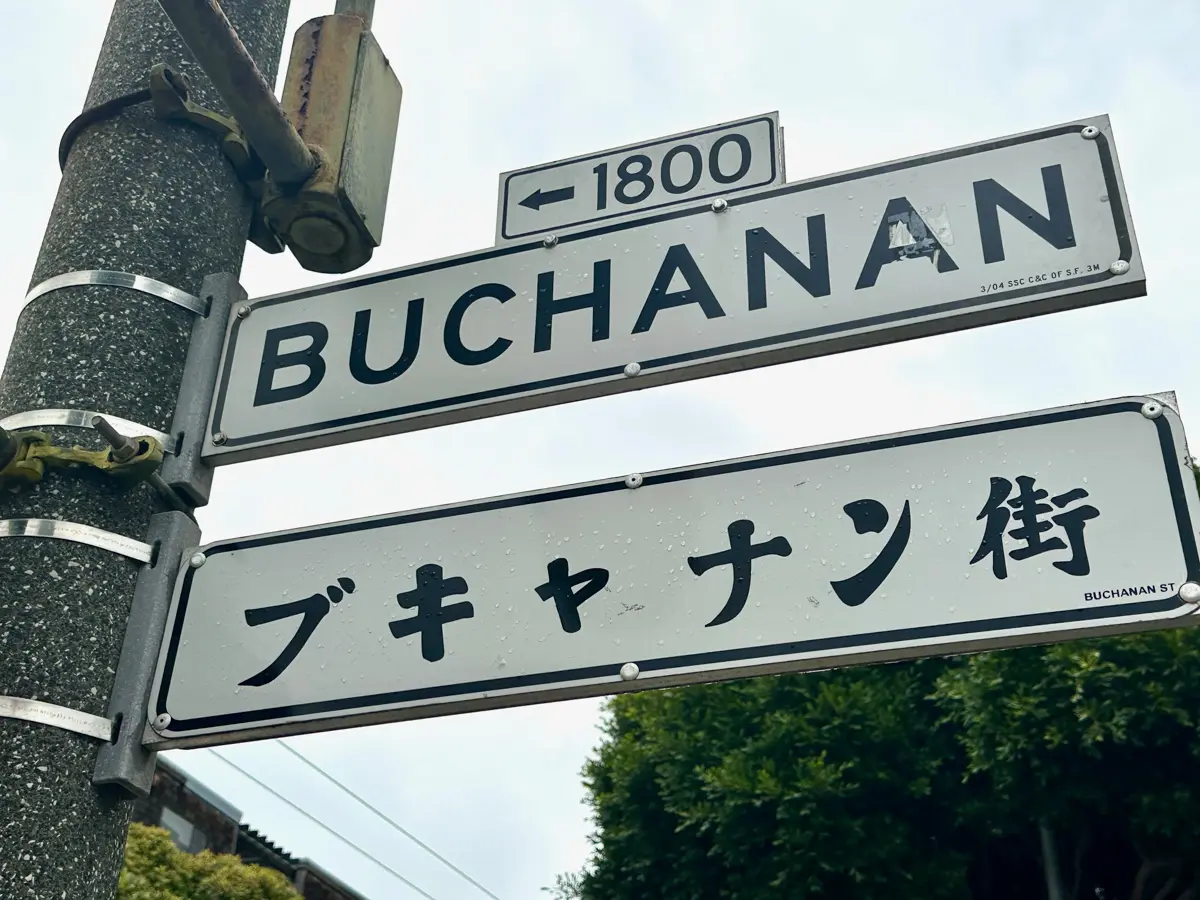 ← 1800
BUCHANAN
3/04 SSC C&C OF S.F. 3M
ブキャナン街
BUCHANAN ST